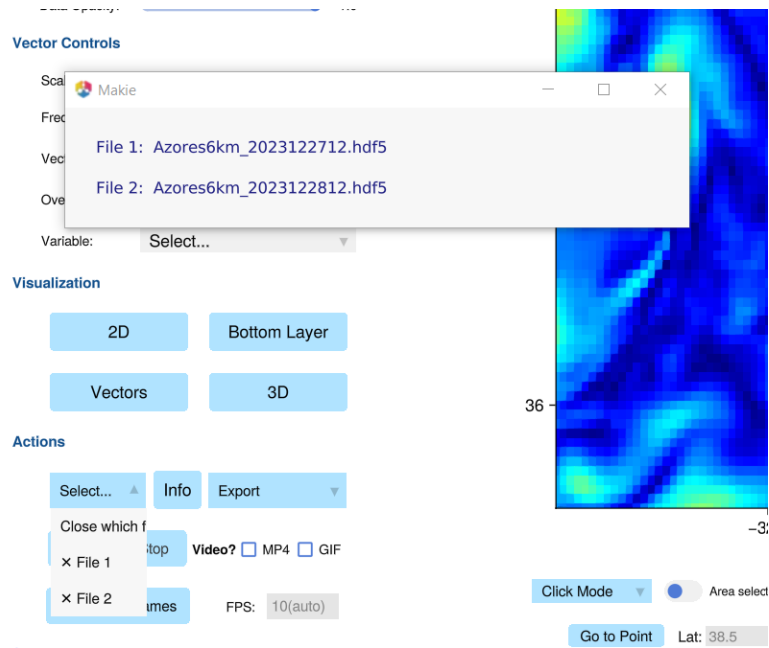 Vector Controls
Makie
File 1: Azores6km_2023122712.hdf5
File 2: Azores6km_2023122812.hdf5
Variable: Select...
Visualization
2D Bottom Layer
Vectors 3D
36
Actions
Select... Info Export
Close which f
Video? MP4 GIF
× File 1
× File 2
FPS: 10(auto)
Click Mode Area select
Go to Point Lat: 38.5